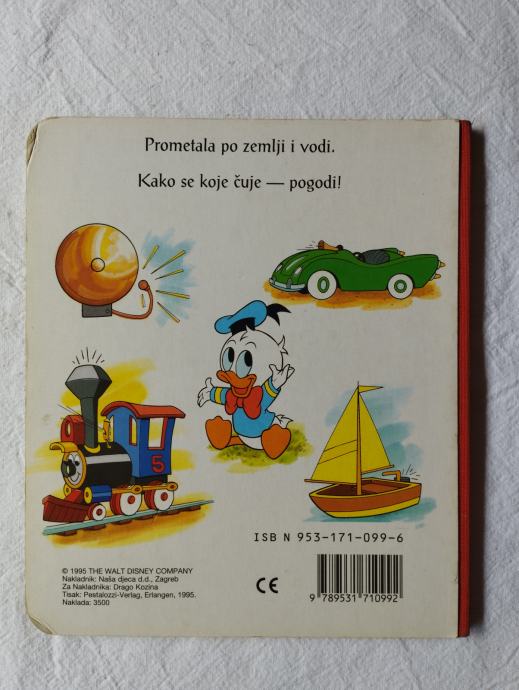 Prometala po zemlji i vodi.
Kako se koje čuje — pogodi!
5
ISBN 953-171-099-6
© 1995 THE WALT DISNEY COMPANY
Nakladnik: Naša djeca d.d., Zagreb
Za Nakladnika: Drago Kozina
Tisak: Pestalozzi-Verlag, Erlangen, 1995.
Naklada: 3500
CE
9 789531 710992